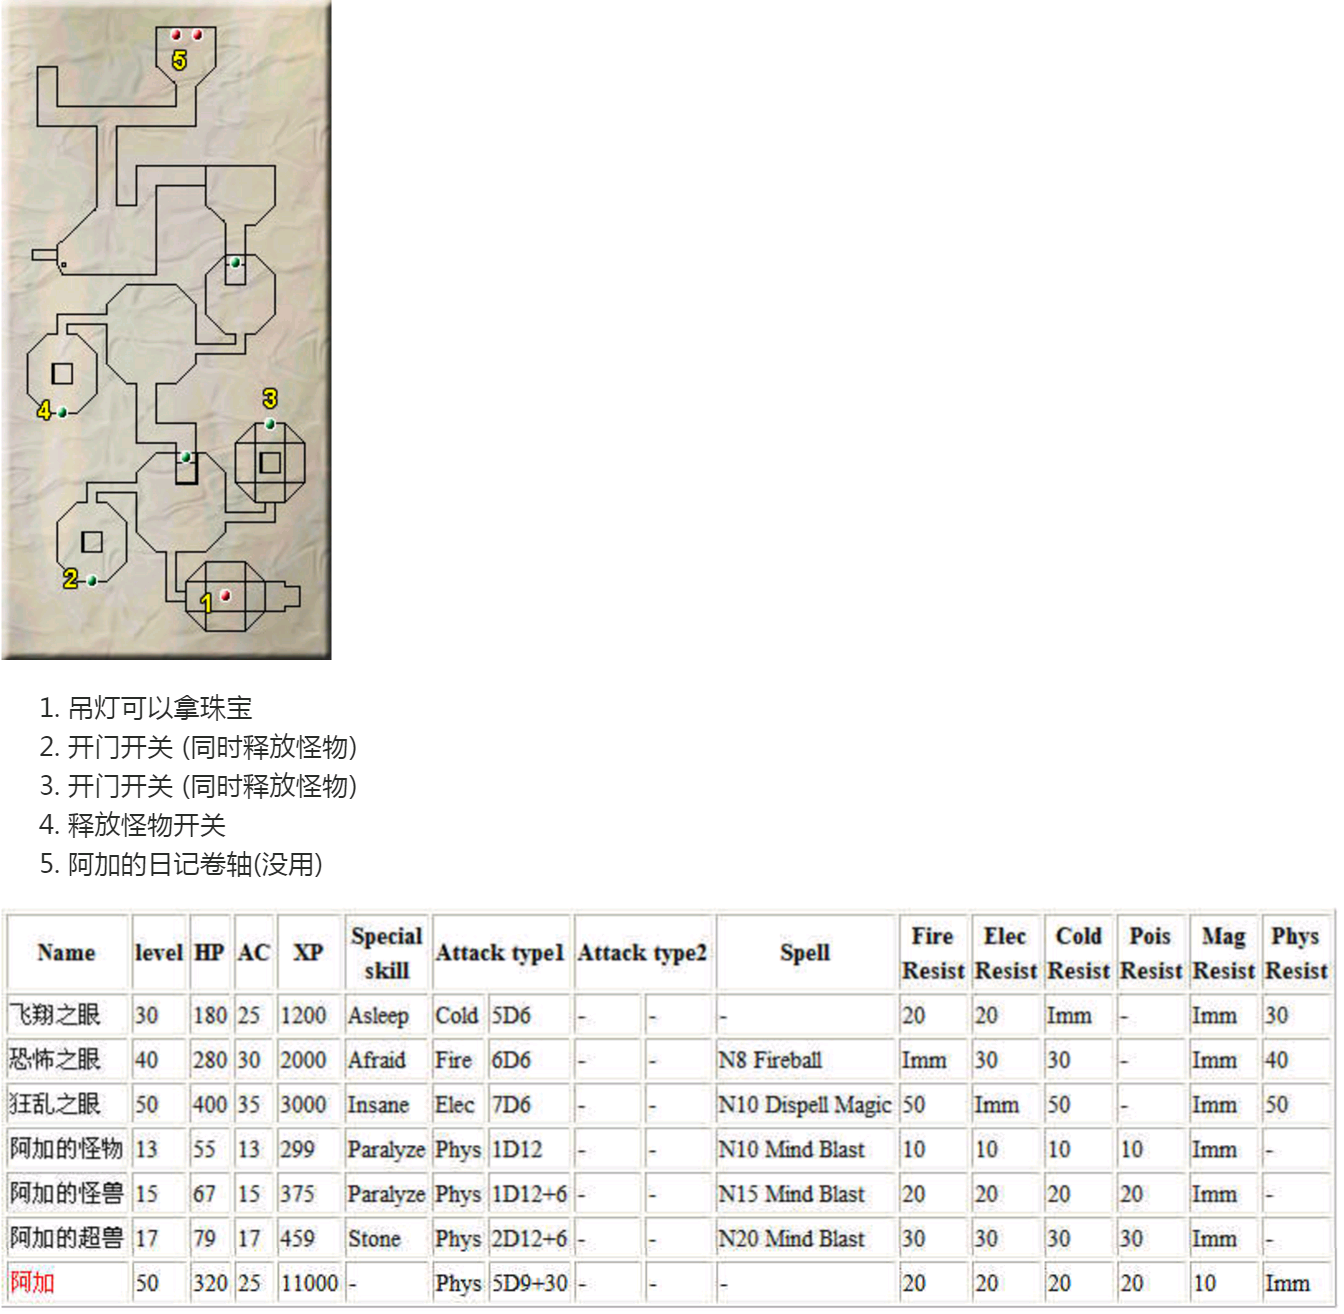 5
3
4
2
1
1. 吊灯可以拿珠宝
2. 开门开关 (同时释放怪物)
3. 开门开关 (同时释放怪物)
4. 释放怪物开关
5. 阿加的日记卷轴(没用)
Name level HP AC XP Special skill Attack type1 Attack type2 Spell Fire Resist Elec Resist Cold Resist Pois Resist Mag Resist Phys Resist
飞翔之眼 30 180 25 1200 Asleep Cold 5D6 - - - 20 20 Imm - Imm 30
恐怖之眼 40 280 30 2000 Afraid Fire 6D6 - - N8 Fireball Imm 30 30 - Imm 40
狂乱之眼 50 400 35 3000 Insane Elec 7D6 - - N10 Dispell Magic 50 Imm 50 - Imm 50
阿加的怪物 13 55 13 299 Paralyze Phys 1D12 - - N10 Mind Blast 10 10 10 10 Imm -
阿加的怪兽 15 67 15 375 Paralyze Phys 1D12+6 - - N15 Mind Blast 20 20 20 20 Imm -
阿加的超兽 17 79 17 459 Stone Phys 2D12+6 - - N20 Mind Blast 30 30 30 30 Imm -
阿加 50 320 25 11000 - Phys 5D9+30 - - - 20 20 20 20 10 Imm